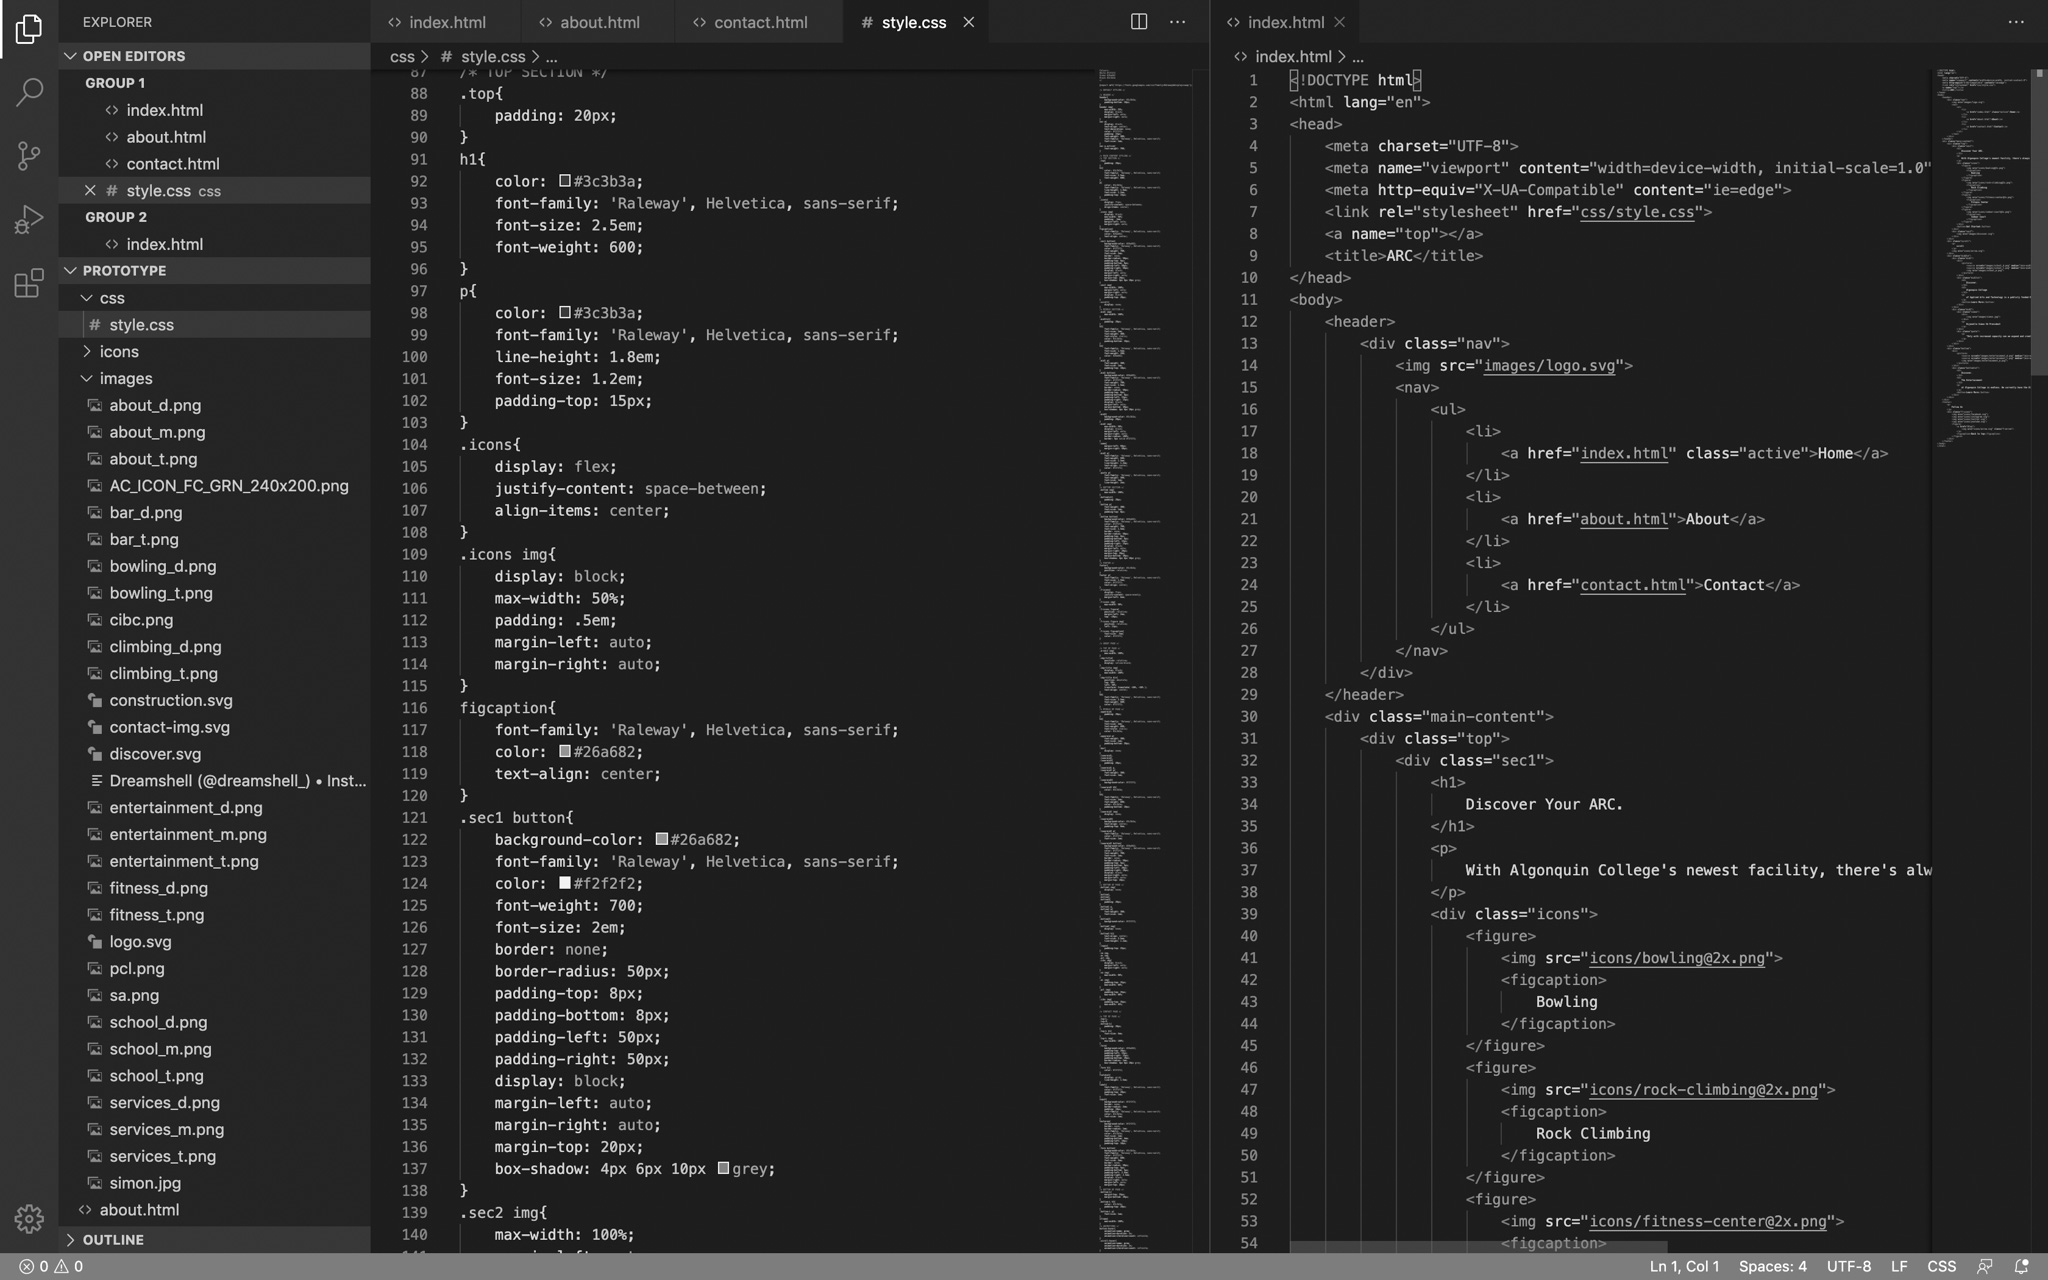 EXPLORER
OPEN EDITORS
GROUP 1
<> index.html
<> about.html
<> contact.html
# style.css css
GROUP 2
<> index.html
PROTOTYPE
css
# style.css
icons
images
about_d.png
about_m.png
about_t.png
AC_ICON_FC_GRN_240x200.png
bar_d.png
bar_t.png
bowling_d.png
bowling_t.png
cibc.png
climbing_d.png
climbing_t.png
construction.svg
contact-img.svg
discover.svg
Dreamshell (@dreamshell_) • Inst...
entertainment_d.png
entertainment_m.png
entertainment_t.png
fitness_d.png
fitness_t.png
logo.svg
pcl.png
sa.png
school_d.png
school_m.png
school_t.png
services_d.png
services_m.png
services_t.png
simon.jpg
<> about.html
OUTLINE
<> index.html <> about.html <> contact.html # style.css
css > # style.css > ...
87 /* TOP SECTION */
88 .top{
89 padding: 20px;
90 }
91 h1{
92 color: #3c3b3a;
93 font-family: 'Raleway', Helvetica, sans-serif;
94 font-size: 2.5em;
95 font-weight: 600;
96 }
97 p{
98 color: #3c3b3a;
99 font-family: 'Raleway', Helvetica, sans-serif;
100 line-height: 1.8em;
101 font-size: 1.2em;
102 padding-top: 15px;
103 }
104 .icons{
105 display: flex;
106 justify-content: space-between;
107 align-items: center;
108 }
109 .icons img{
110 display: block;
111 max-width: 50%;
112 padding: .5em;
113 margin-left: auto;
114 margin-right: auto;
115 }
116 figcaption{
117 font-family: 'Raleway', Helvetica, sans-serif;
118 color: #26a682;
119 text-align: center;
120 }
121 .sec1 button{
122 background-color: #26a682;
123 font-family: 'Raleway', Helvetica, sans-serif;
124 color: #f2f2f2;
125 font-weight: 700;
126 font-size: 2em;
127 border: none;
128 border-radius: 50px;
129 padding-top: 8px;
130 padding-bottom: 8px;
131 padding-left: 50px;
132 padding-right: 50px;
133 display: block;
134 margin-left: auto;
135 margin-right: auto;
136 margin-top: 20px;
137 box-shadow: 4px 6px 10px grey;
138 }
139 .sec2 img{
140 max-width: 100%;
<> index.html
<> index.html > ...
1 <!DOCTYPE html>
2 <html lang="en">
3 <head>
4 <meta charset="UTF-8">
5 <meta name="viewport" content="width=device-width, initial-scale=1.0"
6 <meta http-equiv="X-UA-Compatible" content="ie=edge">
7 <link rel="stylesheet" href="css/style.css">
8 <a name="top"></a>
9 <title>ARC</title>
10 </head>
11 <body>
12 <header>
13 <div class="nav">
14 <img src="images/logo.svg">
15 <nav>
16 <ul>
17 <li>
18 <a href="index.html" class="active">Home</a>
19 </li>
20 <li>
21 <a href="about.html">About</a>
22 </li>
23 <li>
24 <a href="contact.html">Contact</a>
25 </li>
26 </ul>
27 </nav>
28 </div>
29 </header>
30 <div class="main-content">
31 <div class="top">
32 <div class="sec1">
33 <h1>
34 Discover Your ARC.
35 </h1>
36 <p>
37 With Algonquin College's newest facility, there's alw
38 </p>
39 <div class="icons">
40 <figure>
41 <img src="icons/bowling@2x.png">
42 <figcaption>
43 Bowling
44 </figcaption>
45 </figure>
46 <figure>
47 <img src="icons/rock-climbing@2x.png">
48 <figcaption>
49 Rock Climbing
50 </figcaption>
51 </figure>
52 <figure>
53 <img src="icons/fitness-center@2x.png">
54 <figcaption>
0 0
Ln 1, Col 1 Spaces: 4 UTF-8 LF CSS